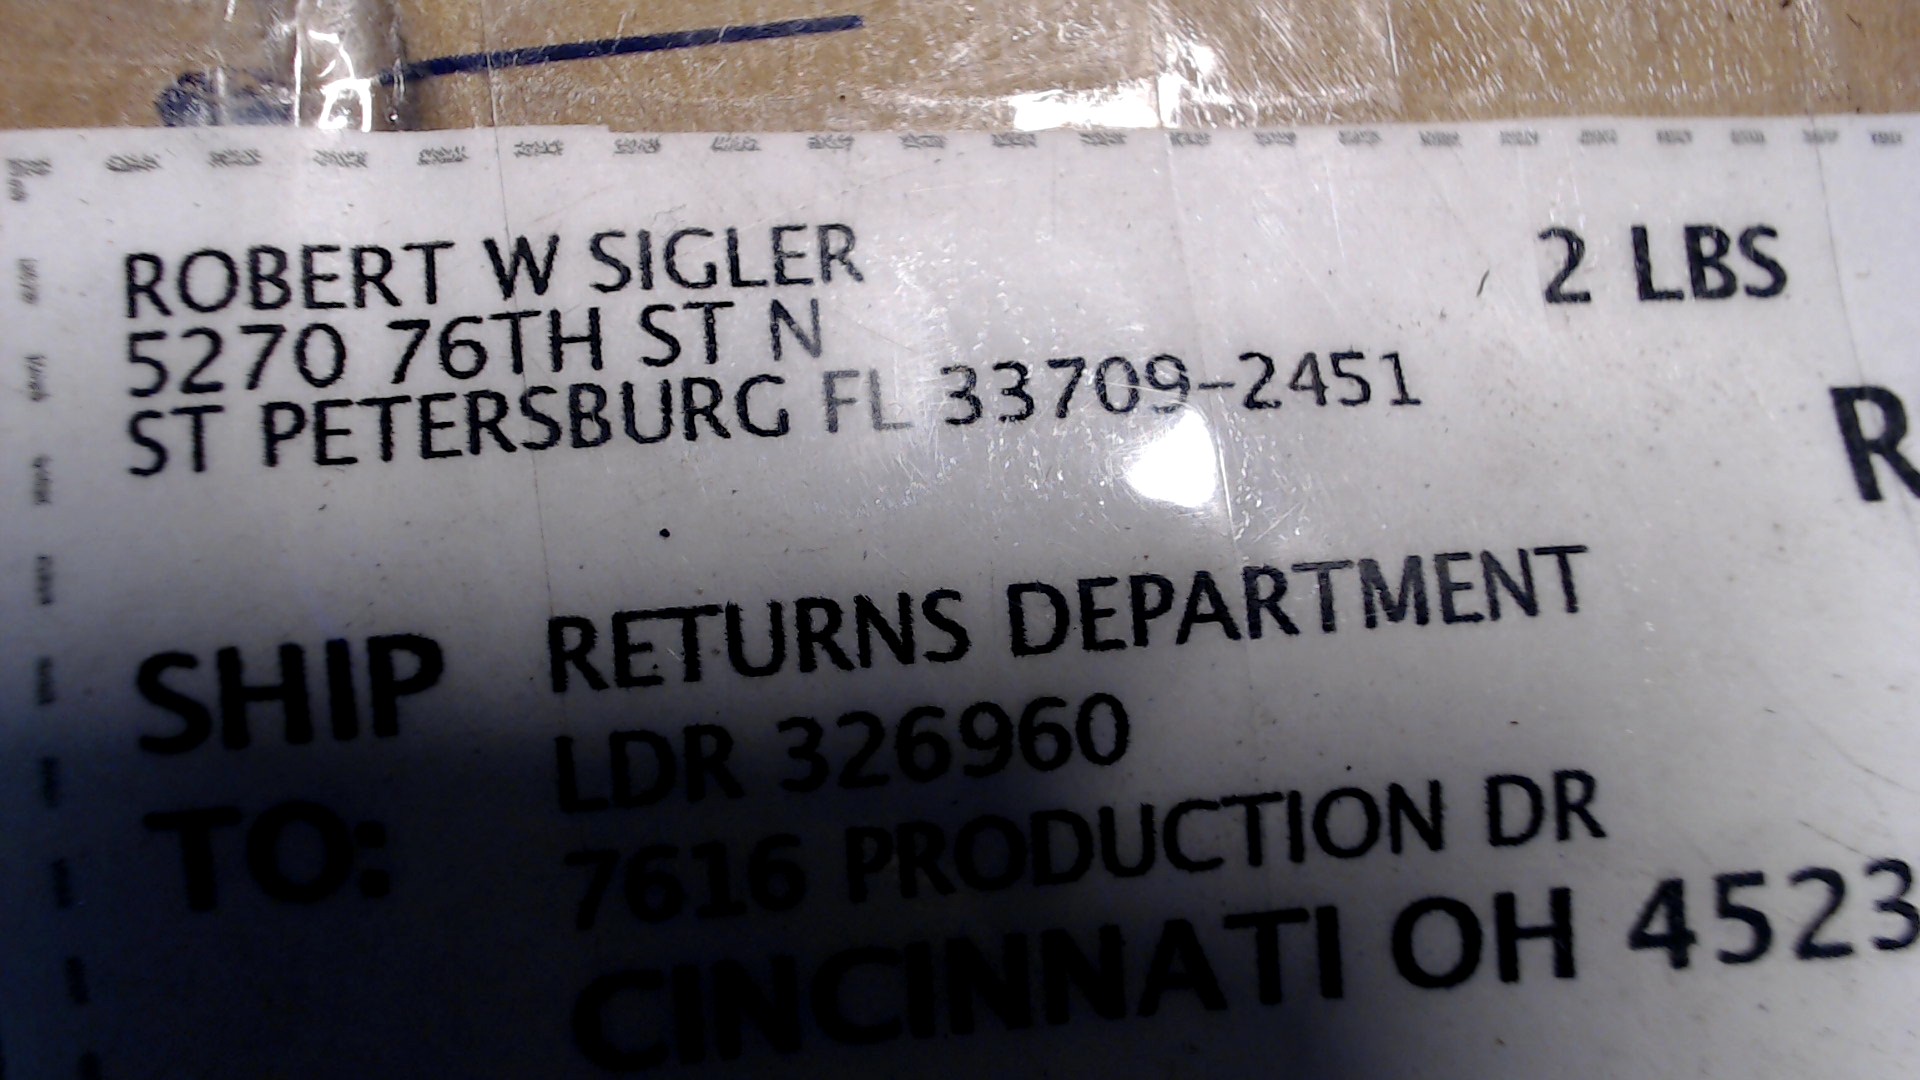 ROBERT W SIGLER 2 LBS
5270 76TH ST N
ST PETERSBURG FL 33709-2451
R
SHIP TO:
RETURNS DEPARTMENT
LDR 326960
7616 PRODUCTION DR
CINCINNATI OH 4523